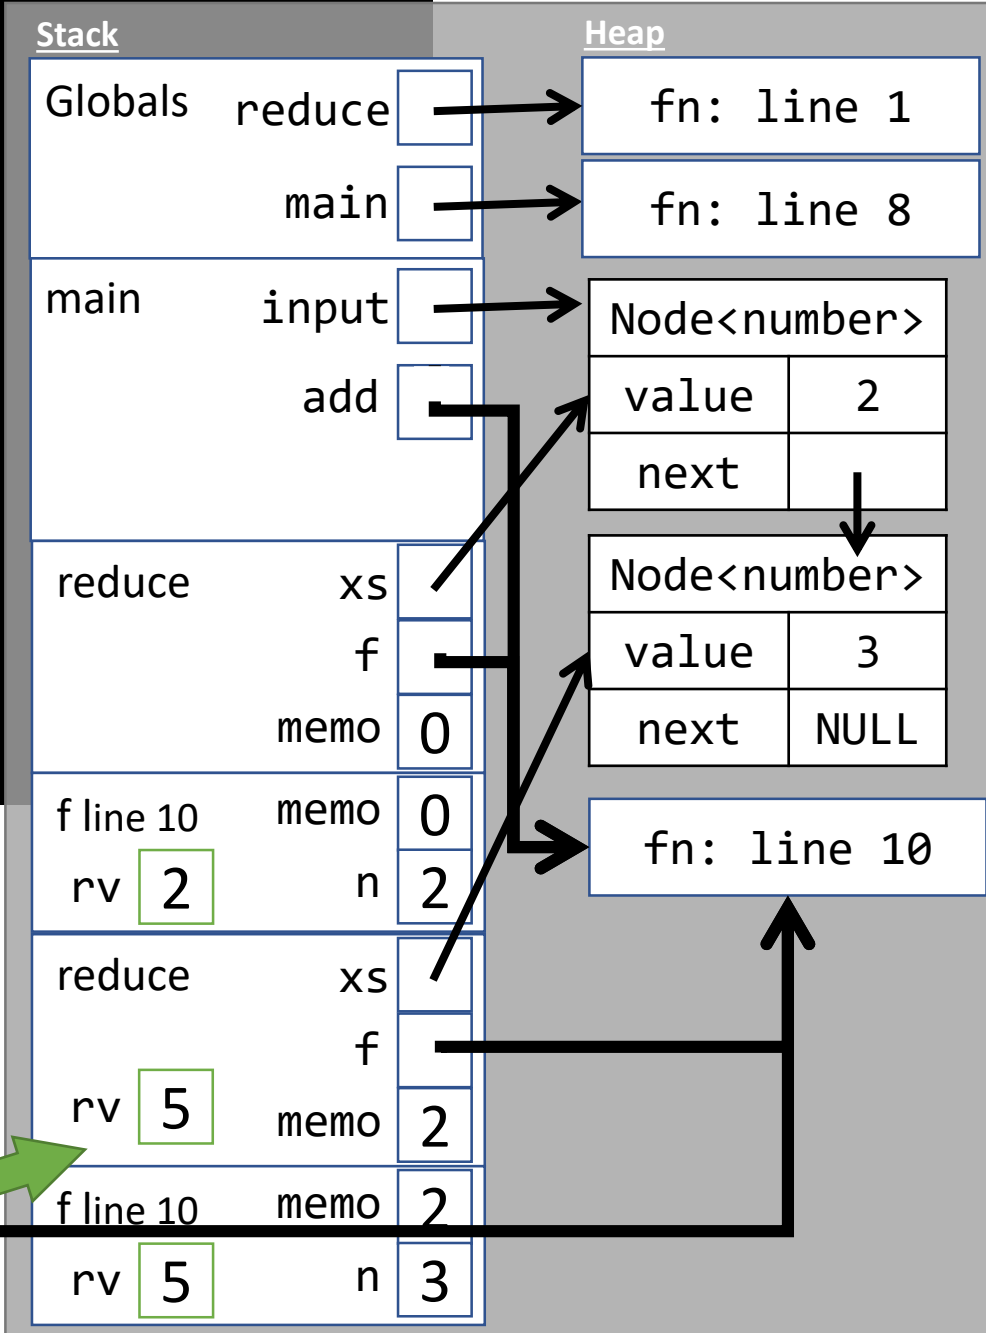 Stack
Heap
Globals
reduce
fn: line 1
main
fn: line 8
main
input
Node<number>
add
value 2
next
reduce
xs
Node<number>
f
value 3
memo 0
next NULL
f line 10
memo 0
fn: line 10
rv 2
n 2
reduce
xs
f
rv 5
memo 2
f line 10
memo 2
rv 5
n 3